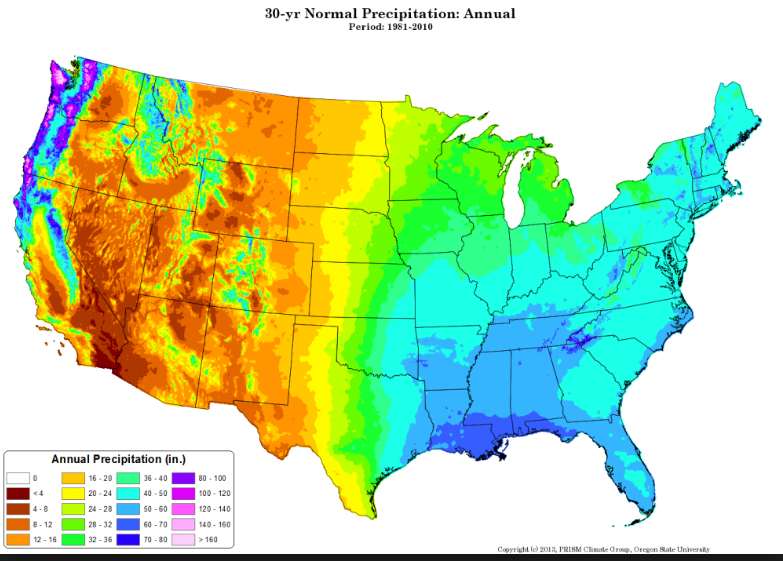 30-yr Normal Precipitation: Annual
Period: 1981-2010
Annual Precipitation (in.)
0
< 4
4 - 8
8 - 12
12 - 16
16 - 20
20 - 24
24 - 28
28 - 32
32 - 36
36 - 40
40 - 50
50 - 60
60 - 70
70 - 80
80 - 100
100 - 120
120 - 140
140 - 160
> 160
Copyright (c) 2013, PRISM Climate Group, Oregon State University